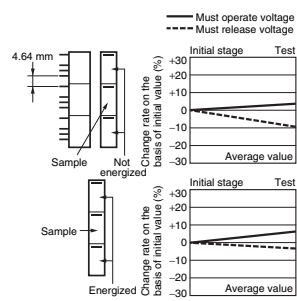 Must operate voltage
Must release voltage
4.64 mm
Sample
Not
energized
Initial stage
Test
Change rate on the
basis of initial value (%)
+30
+20
+10
0
−10
−20
−30
Average value
Sample
Energized
Initial stage
Test
Change rate on the
basis of initial value (%)
+30
+20
+10
0
−10
−20
−30
Average value